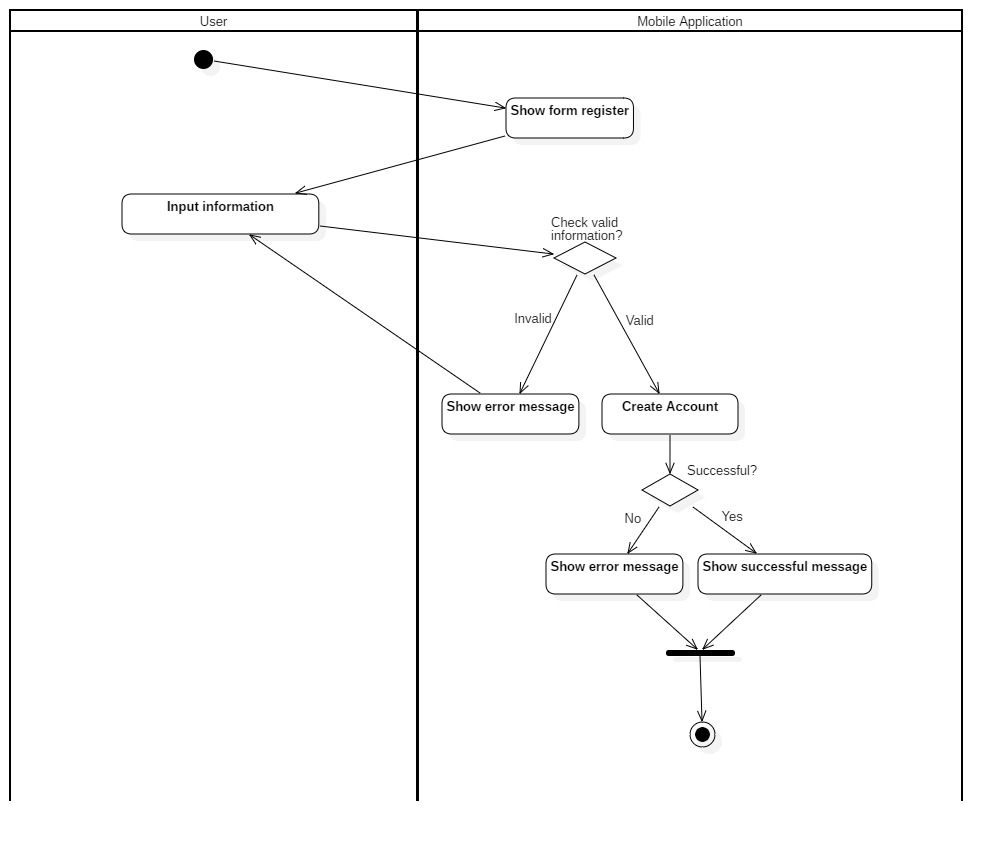 User
Mobile Application
Show form register
Input information
Check valid
information?
Invalid
Valid
Show error message
Create Account
Successful?
No
Yes
Show error message
Show successful message